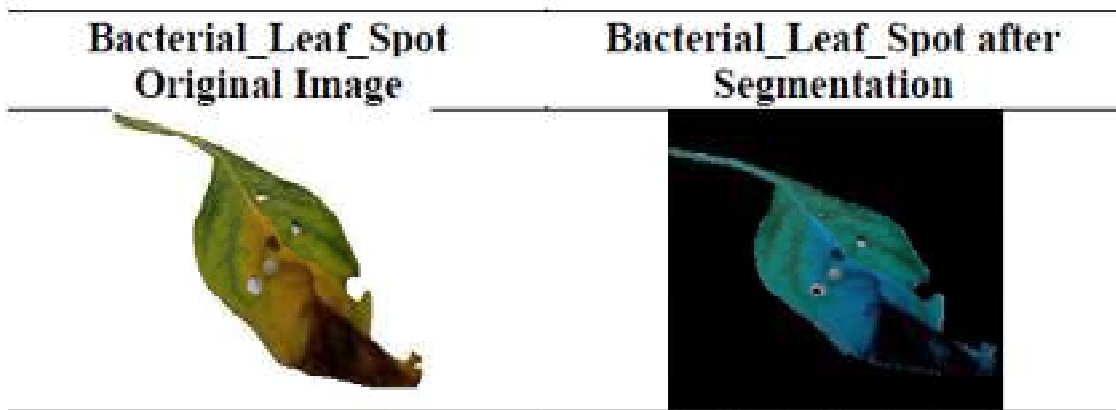 Bacterial_Leaf_Spot
Original Image
Bacterial_Leaf_Spot after
Segmentation